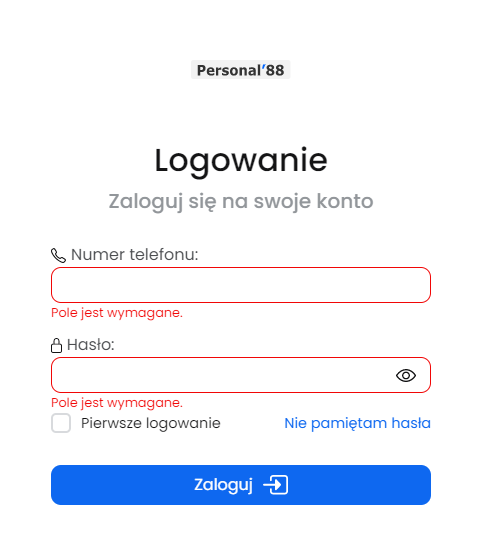 Personal’88
Logowanie
Zaloguj się na swoje konto
Numer telefonu:
Pole jest wymagane.
Hasło:
Pole jest wymagane.
Pierwsze logowanie Nie pamiętam hasła
Zaloguj